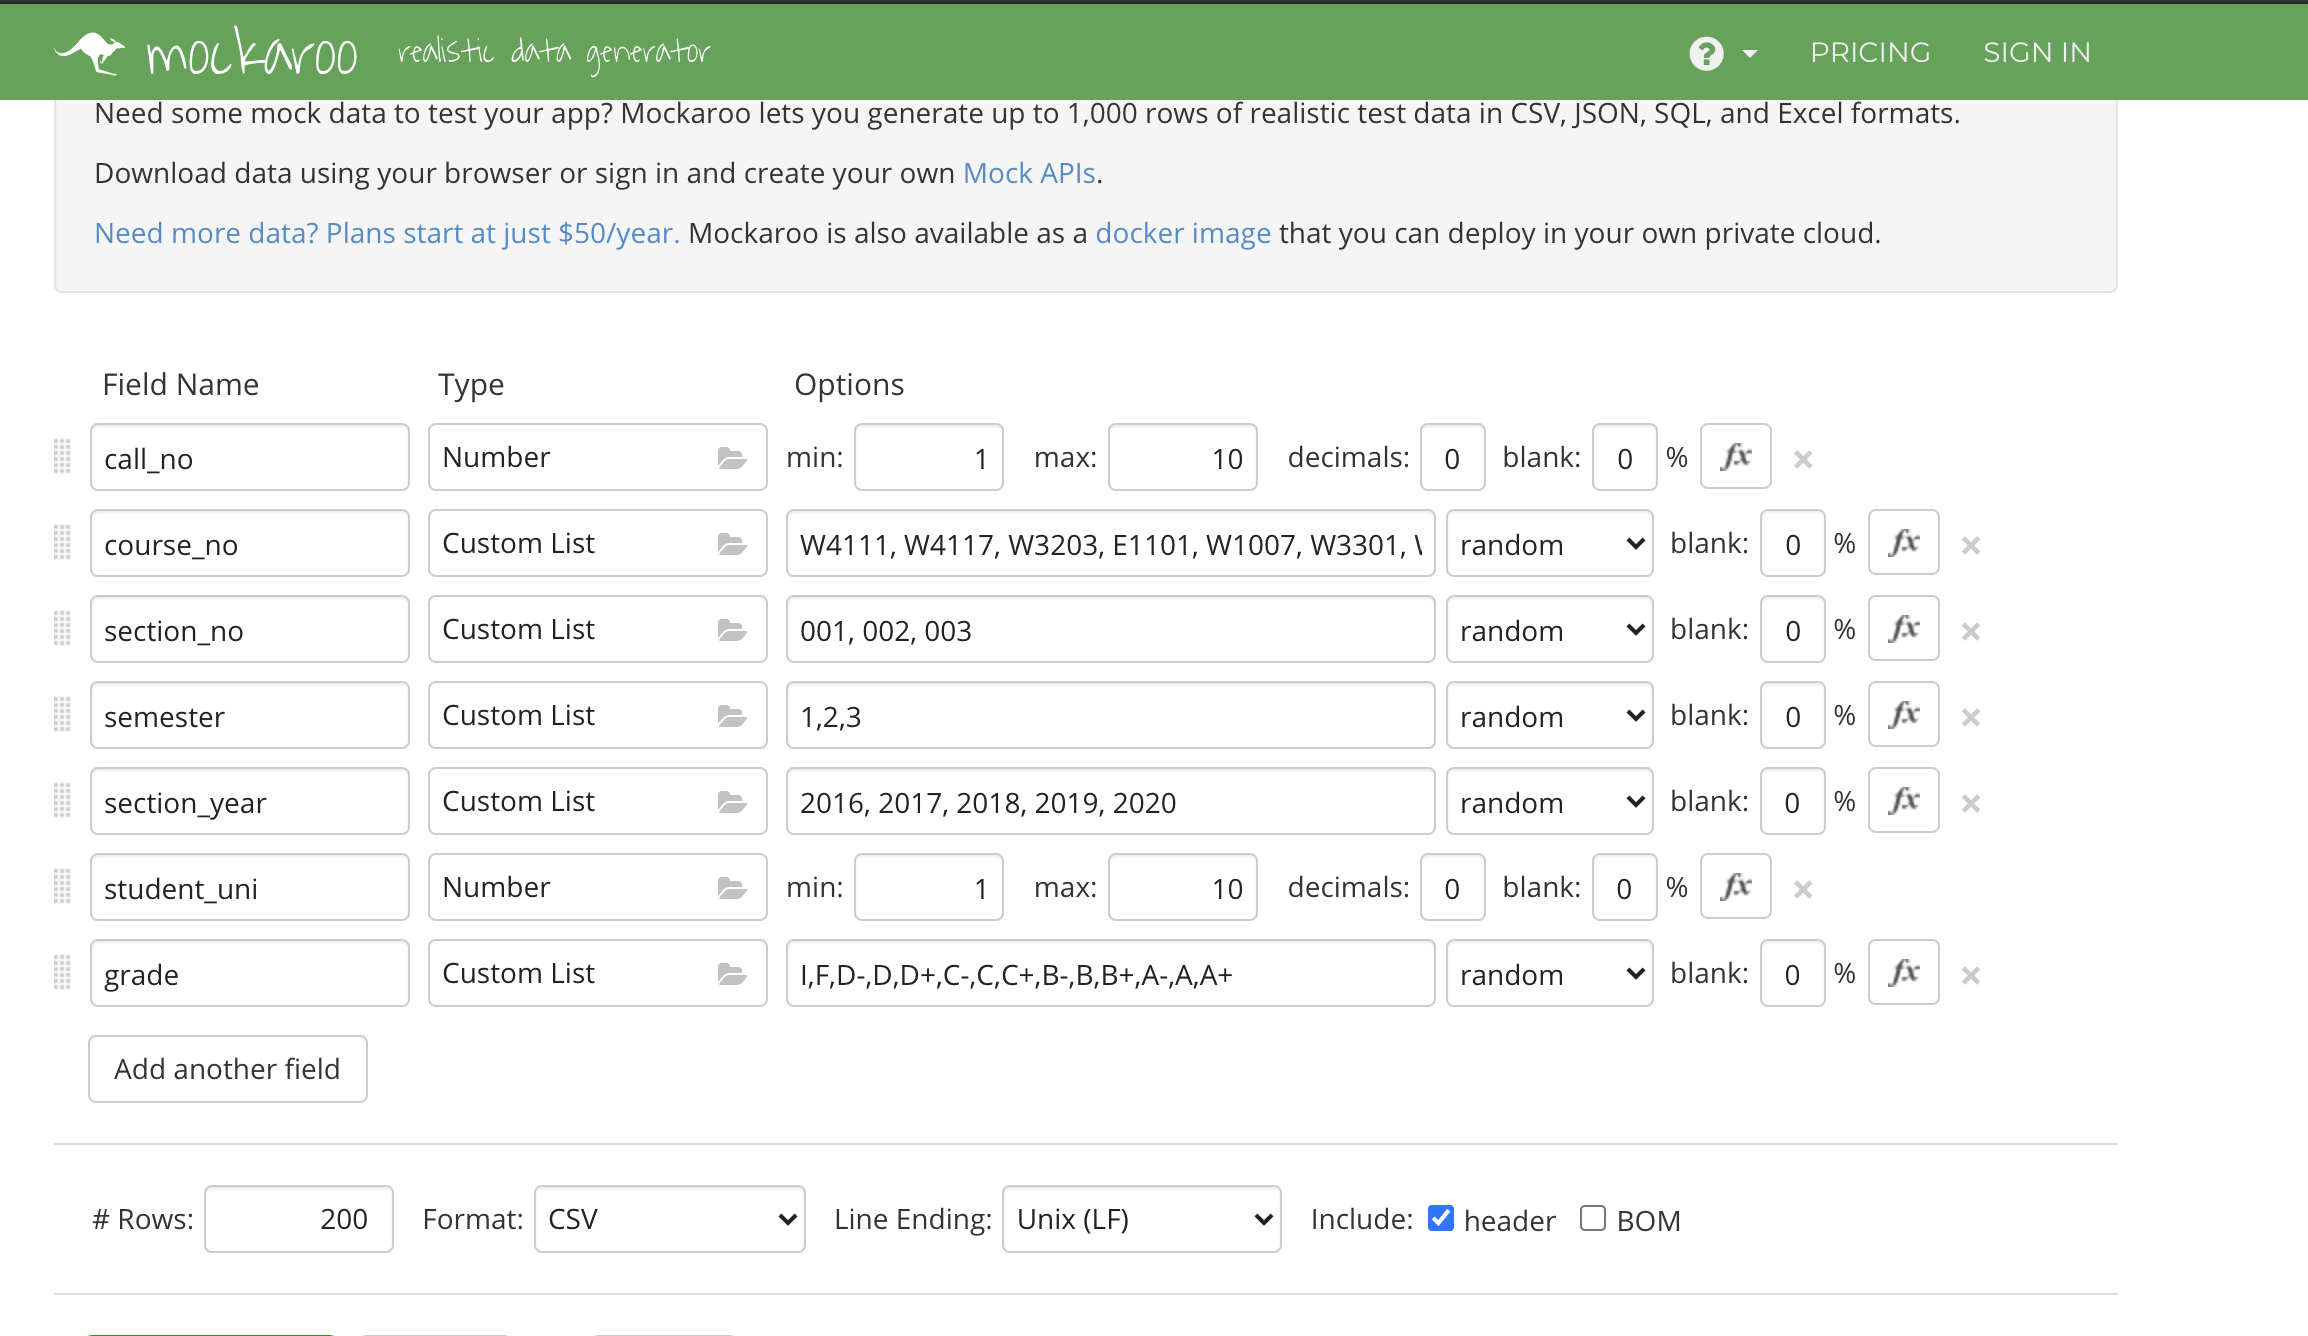 mockaroo realistic data generator ? PRICING SIGN IN
Need some mock data to test your app? Mockaroo lets you generate up to 1,000 rows of realistic test data in CSV, JSON, SQL, and Excel formats.
Download data using your browser or sign in and create your own Mock APIs.
Need more data? Plans start at just $50/year. Mockaroo is also available as a docker image that you can deploy in your own private cloud.
Field Name Type Options
call_no Number min: 1 max: 10 decimals: 0 blank: 0 % fx ×
course_no Custom List W4111, W4117, W3203, E1101, W1007, W3301, random blank: 0 % fx ×
section_no Custom List 001, 002, 003 random blank: 0 % fx ×
semester Custom List 1,2,3 random blank: 0 % fx ×
section_year Custom List 2016, 2017, 2018, 2019, 2020 random blank: 0 % fx ×
student_uni Number min: 1 max: 10 decimals: 0 blank: 0 % fx ×
grade Custom List I,F,D-,D,D+,C-,C,C+,B-,B,B+,A-,A,A+ random blank: 0 % fx ×
Add another field
# Rows: 200 Format: CSV Line Ending: Unix (LF) Include: header BOM